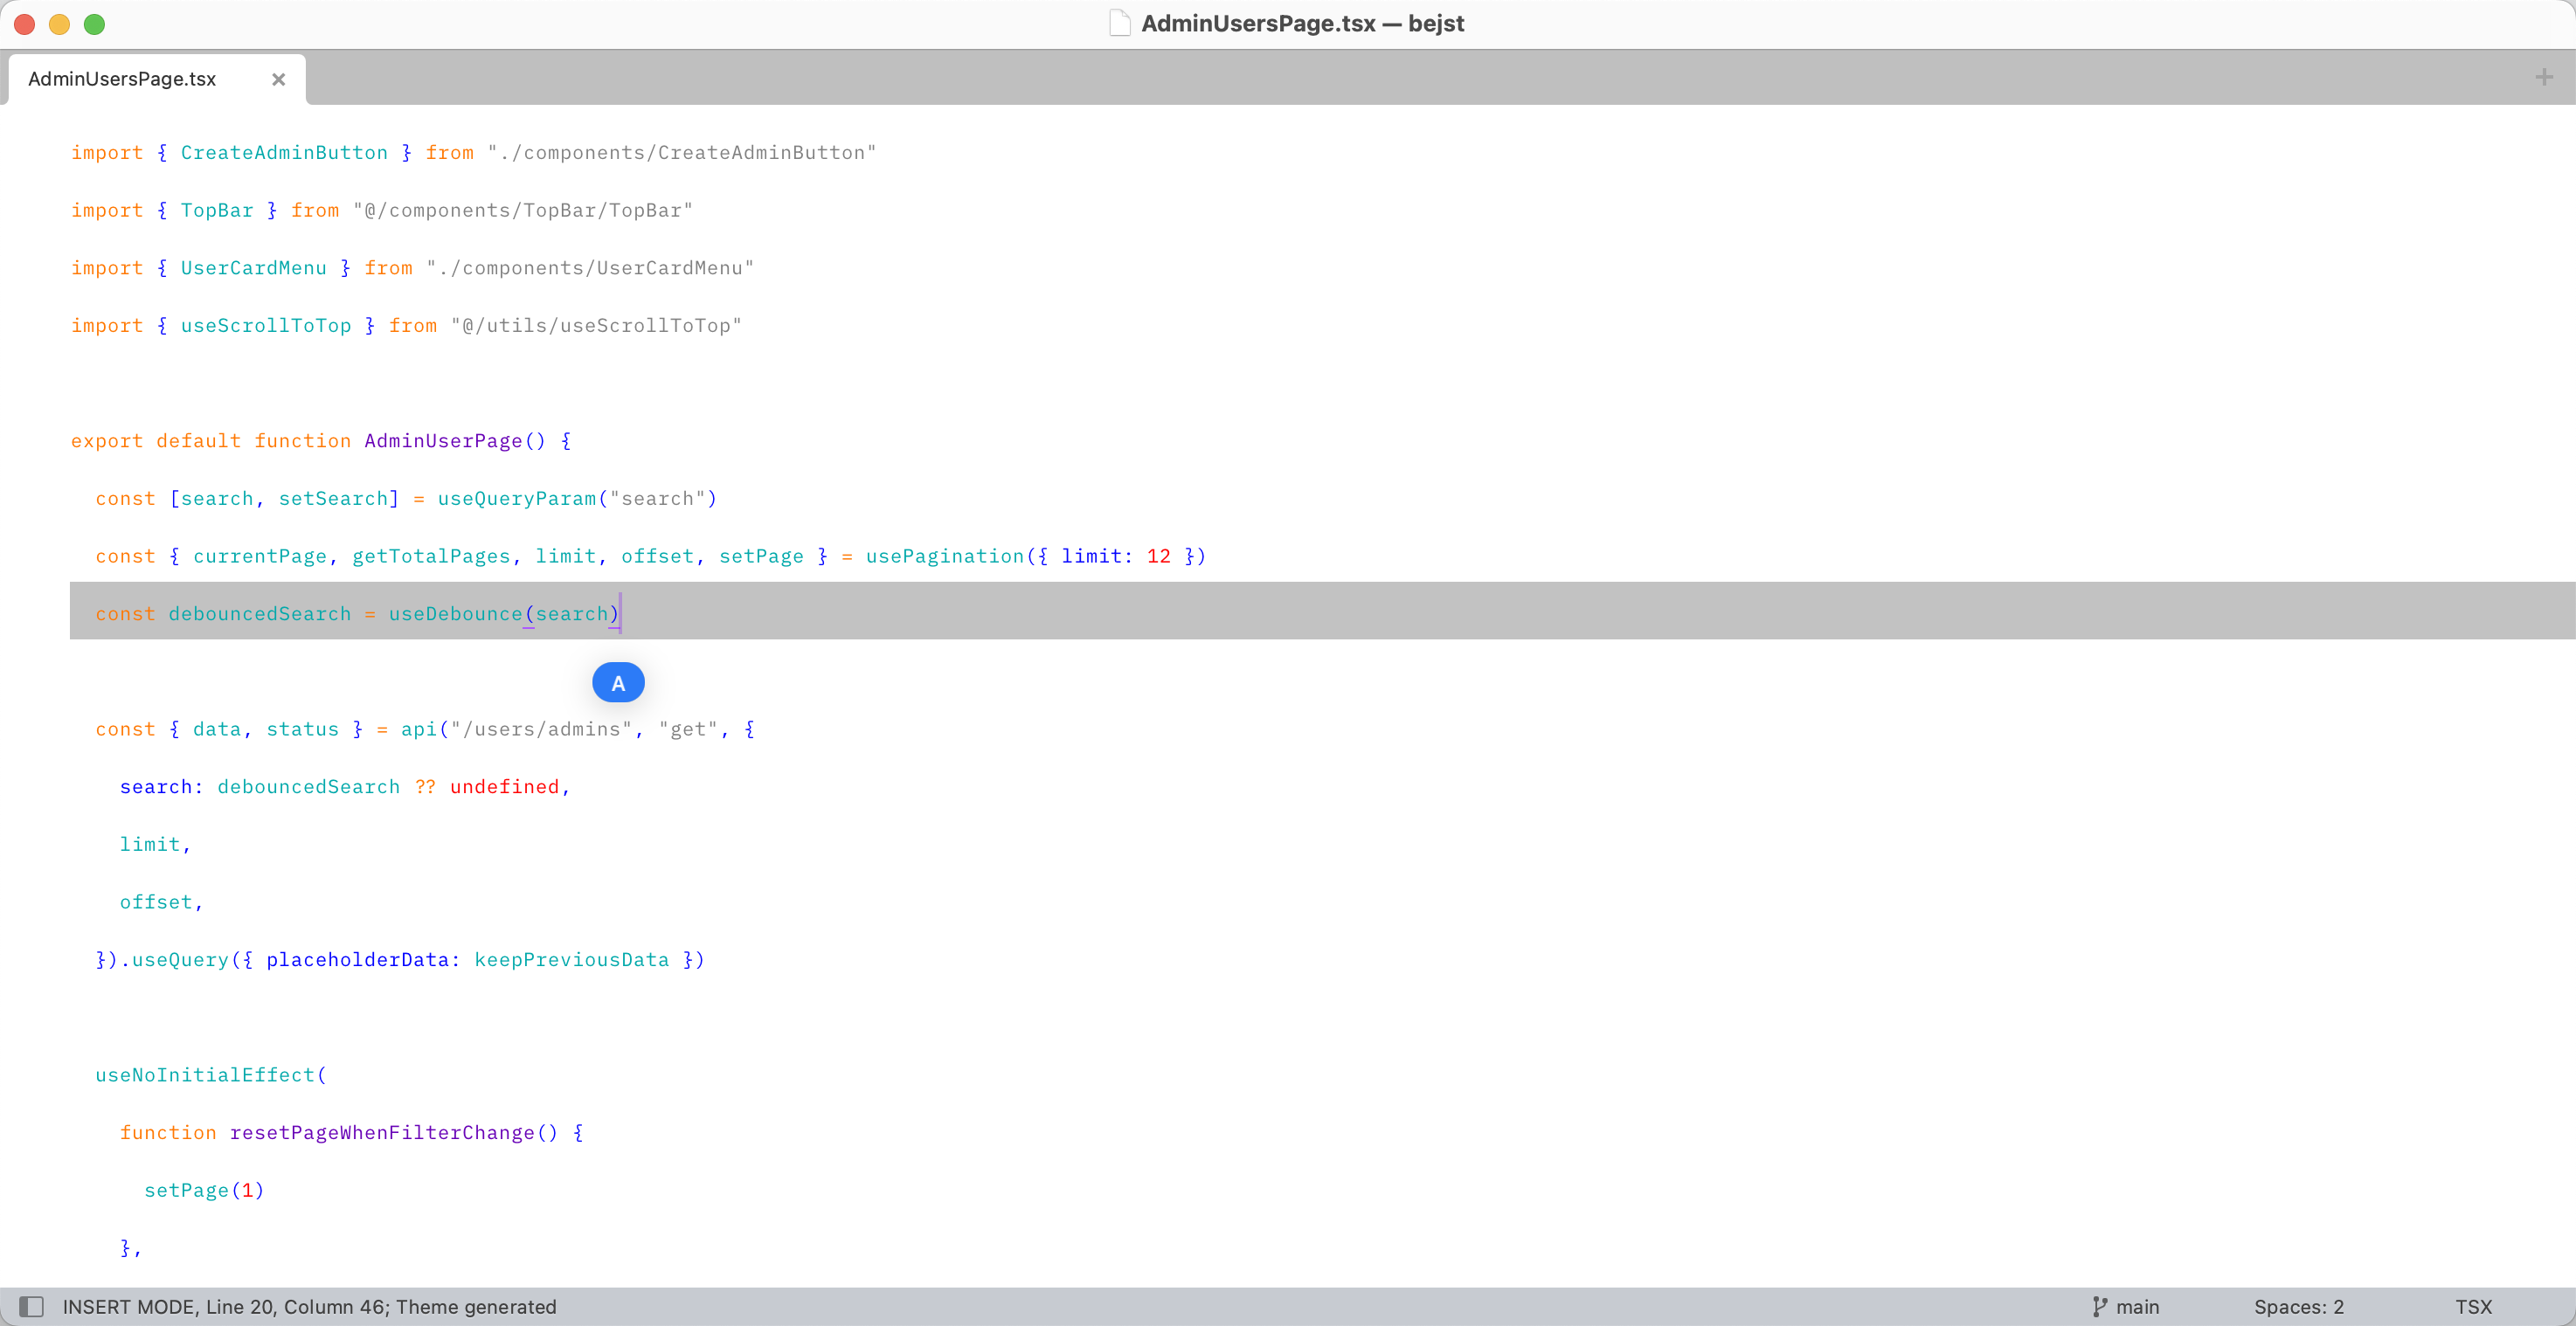 AdminUsersPage.tsx — bejst
AdminUsersPage.tsx
import { CreateAdminButton } from "./components/CreateAdminButton"
import { TopBar } from "@/components/TopBar/TopBar"
import { UserCardMenu } from "./components/UserCardMenu"
import { useScrollToTop } from "@/utils/useScrollToTop"
export default function AdminUserPage() {
const [search, setSearch] = useQueryParam("search")
const { currentPage, getTotalPages, limit, offset, setPage } = usePagination({ limit: 12 })
const debouncedSearch = useDebounce(search)
A
const { data, status } = api("/users/admins", "get", {
search: debouncedSearch ?? undefined,
limit,
offset,
}).useQuery({ placeholderData: keepPreviousData })
useNoInitialEffect(
function resetPageWhenFilterChange() {
setPage(1)
},
INSERT MODE, Line 20, Column 46; Theme generated
main
Spaces: 2
TSX